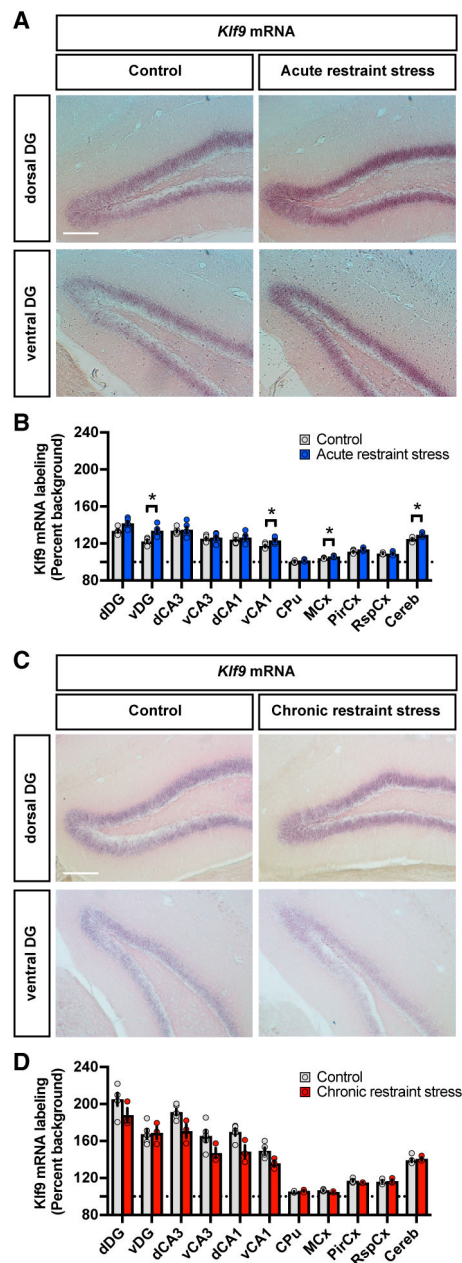 A
Klf9 mRNA
Control
Acute restraint stress
dorsal DG
ventral DG
B
Klf9 mRNA labeling
(Percent background)
240
200
160
120
80
Control
Acute restraint stress
*
*
*
*
dDG
vDG
dCA3
vCA3
dCA1
vCA1
CPu
MCx
PirCx
RspCx
Cereb
C
Klf9 mRNA
Control
Chronic restraint stress
dorsal DG
ventral DG
D
Klf9 mRNA labeling
(Percent background)
240
200
160
120
80
Control
Chronic restraint stress
dDG
vDG
dCA3
vCA3
dCA1
vCA1
CPu
MCx
PirCx
RspCx
Cereb